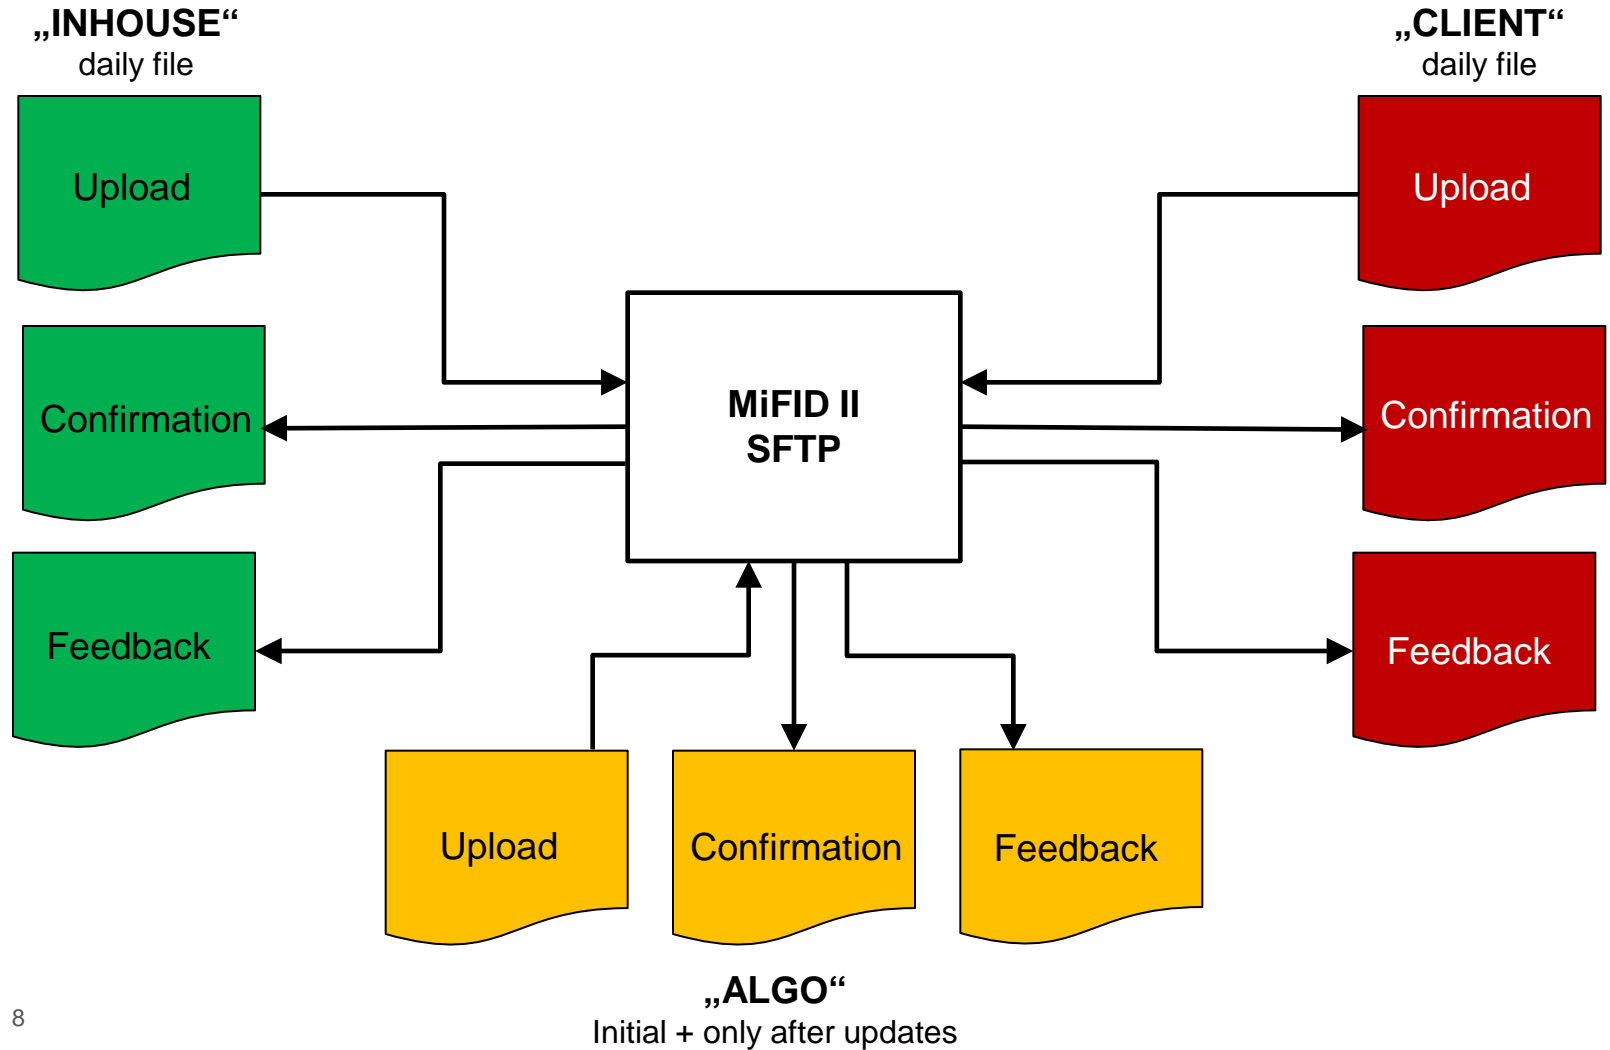 „INHOUSE“
daily file
Upload
Confirmation
Feedback
„CLIENT“
daily file
Upload
Confirmation
Feedback
MiFID II
SFTP
Upload
Confirmation
Feedback
„ALGO“
Initial + only after updates
8